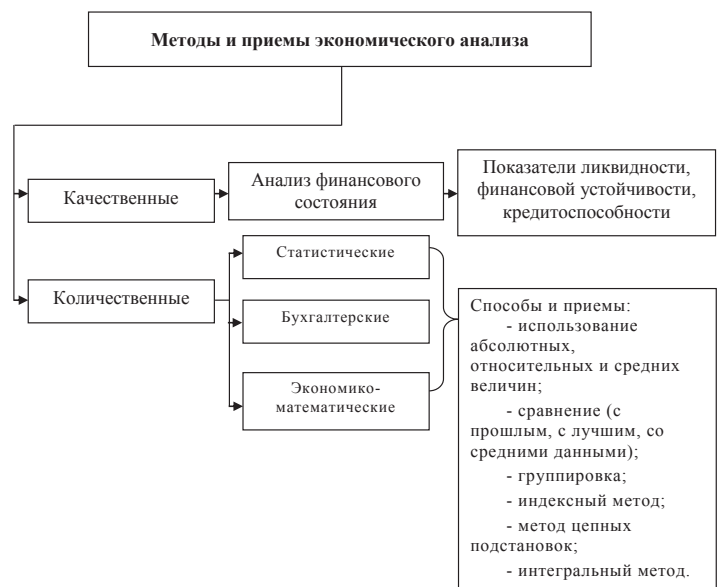 Методы и приемы экономического анализа
Качественные
Анализ финансового
состояния
Показатели ликвидности,
финансовой устойчивости,
кредитоспособности
Количественные
Статистические
Бухгалтерские
Экономико-
математические
Способы и приемы:
- использование
абсолютных,
относительных и средних
величин;
- сравнение (с
прошлым, с лучшим, со
средними данными);
- группировка;
- индексный метод;
- метод цепных
подстановок;
- интегральный метод.